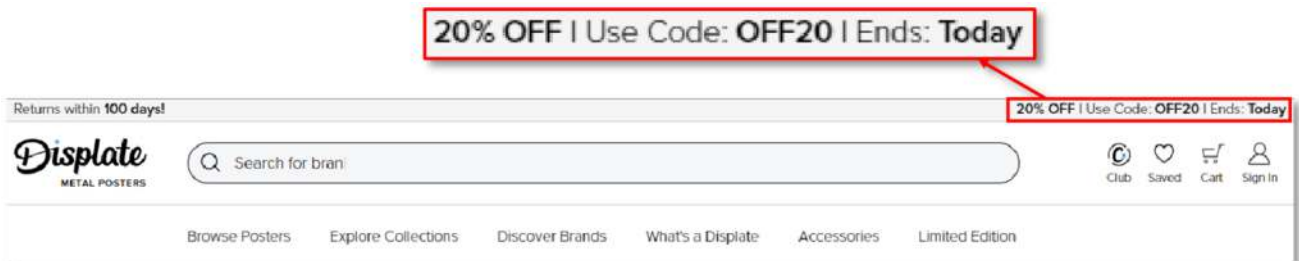 20% OFF | Use Code: OFF20 | Ends: Today
Returns within 100 days!
20% OFF | Use Code: OFF20 | Ends: Today
Displate
METAL POSTERS
Search for bran
Club Saved Cart Sign In
Browse Posters Explore Collections Discover Brands What's a Displate Accessories Limited Edition